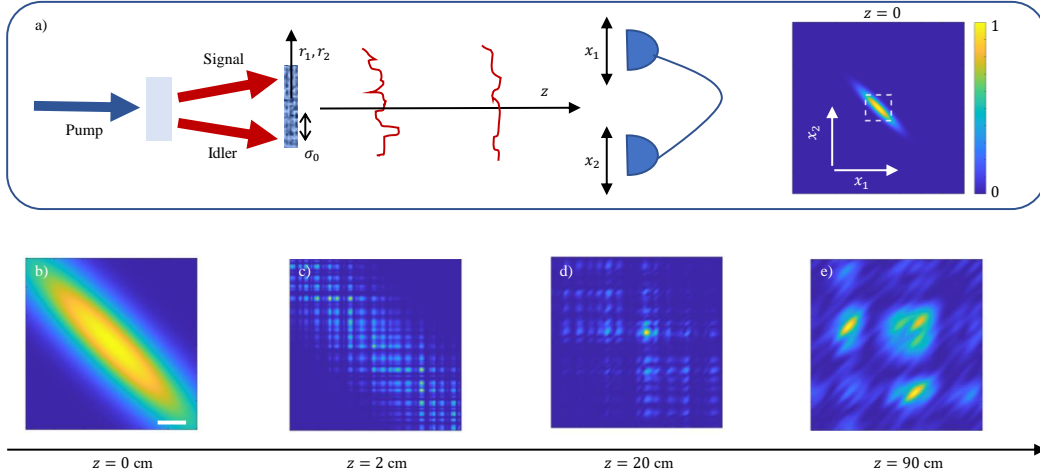 a)
Signal
Pump
Idler
r₁, r₂
σ₀
z
x₁
x₂
z = 0
1
0
x₂
x₁
b)
c)
d)
e)
z = 0 cm
z = 2 cm
z = 20 cm
z = 90 cm